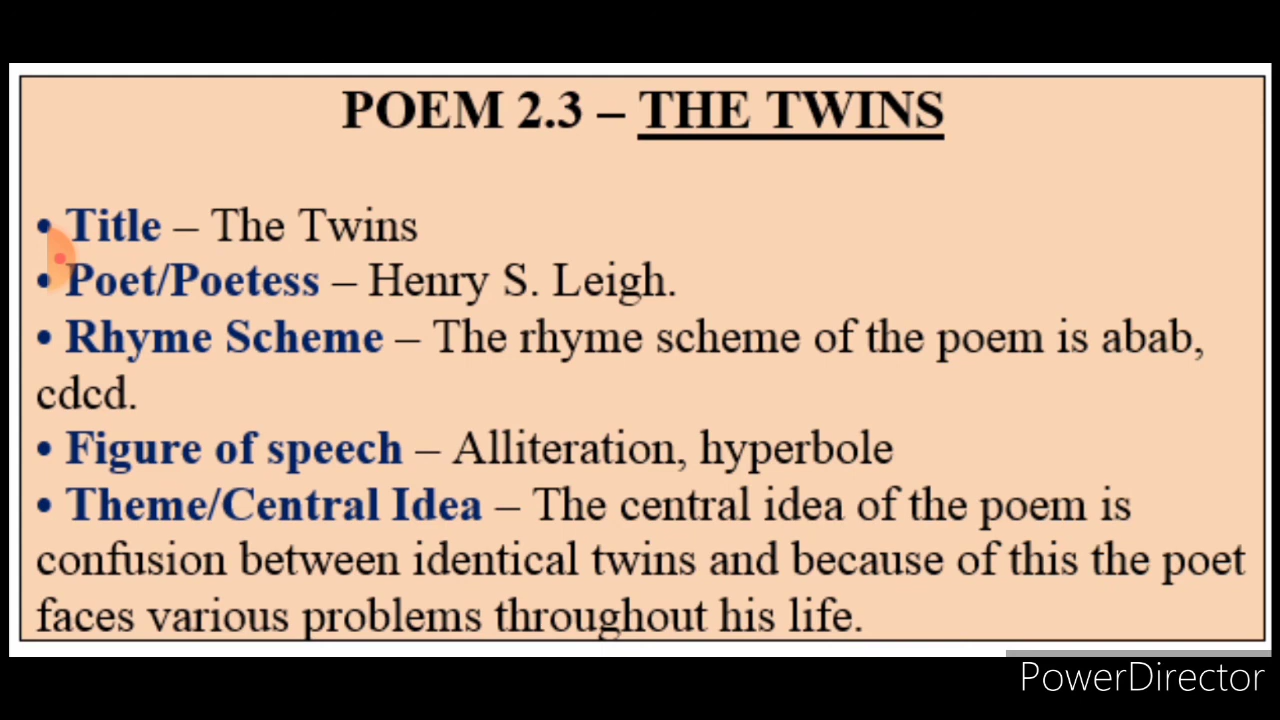 POEM 2.3 – THE TWINS
• Title – The Twins
• Poet/Poetess – Henry S. Leigh.
• Rhyme Scheme – The rhyme scheme of the poem is abab,
cdcd.
• Figure of speech – Alliteration, hyperbole
• Theme/Central Idea – The central idea of the poem is
confusion between identical twins and because of this the poet
faces various problems throughout his life.
PowerDirector